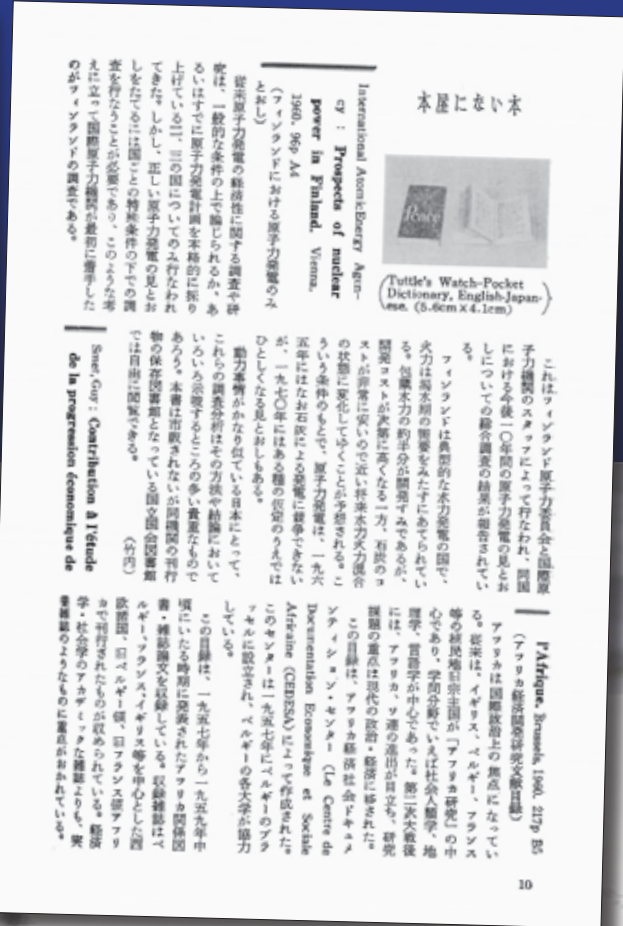 本屋にない本
Peace
(Tuttle's Watch-Pocket
Dictionary, English-Japan-
ese. (5.6cm×4.1cm))
International Atomic Energy Agen-
cy : Prospects of nuclear
power in Finland. Vienna,
1960. 96p A4
(フィンランドにおける原子力発電のみ
とおし)
従来原子力発電の経済性に関する調査や研
究は、一般的な条件の上で論じられるか、あ
るいはすでに原子力発電計画を本格的に採り
上げている二、三の国についてのみ行なわれ
てきた。しかし、正しい原子力発電の見とお
しをたてるには国ごとの特殊条件の下での調
査を行なうことが必要であり、このような考
えに立って国際原子力機関が最初に着手した
のがフィンランドの調査である。
これはフィンランド原子力委員会と国際原
子力機関のスタッフによって行なわれ、同国
における今後一〇年間の原子力発電の見とお
しについての綜合調査の結果が報告されてい
る。
フィンランドは典型的な水力発電の国で、
火力は渇水期の需要をみたすにあてられてい
る。包蔵水力の約半分が開発ずみであるが、
開発コストが次第に高くなる一方、石炭のコ
ストが非常に安いので近い将来水力火力混合
の状態に変化してゆくことが予想される。こ
ういう条件のもとで、原子力発電は、一九六
五年にはなお石炭による発電に競争できない
が、一九七〇年にはある種の仮定のうえでは
ひとしくなる見とおしもある。
動力事情がかなり似ている日本にとって、
これらの調査分析はその方法や結論において
いろいろ示唆するところの多い貴重なもので
あろう。本書は市販されないが同機関の刊行
物の保存図書館となっている国立国会図書館
では自由に閲覧できる。
(竹内)
Smet, Guy : Contribution à l'étude
de la progression économique de
l'Afrique. Brussels, 1960. 217p B5
(アフリカ経済開発研究文献目録)
アフリカは国際政治上の焦点になってい
る。従来は、イギリス、ベルギー、フランス
等の植民地旧宗主国が「アフリカ研究」の中
心であり、学問分野でいえば社会人類学、地
理学、言語学が中心であった。第二次大戦後
には、アフリカ、ソ連の進出が目立ち、研究
課題の重点は現代の政治・経済に移された。
この目録は、アフリカ経済社会ドキュメ
ンティション・センター (Le Centre de
Documentation Economique et Sociale
Africaine (CEDESA)) によって作成された。
このセンターは一九五七年にベルギーのブラ
ッセルに設立され、ベルギーの各大学が協力
している。
この目録は、一九五七年から一九五九年中
頃にいたる時期に発表されたアフリカ関係図
書・雑誌論文を収録している。収録雑誌はベ
ルギー、フランス、イギリス等を中心とした西
欧諸国、旧ベルギー領、旧フランス領アフリ
カで刊行されたものが収められている。経済
学・社会学のアカデミックな雑誌よりも、実
業雑誌のようなものに重点がおかれている。
10